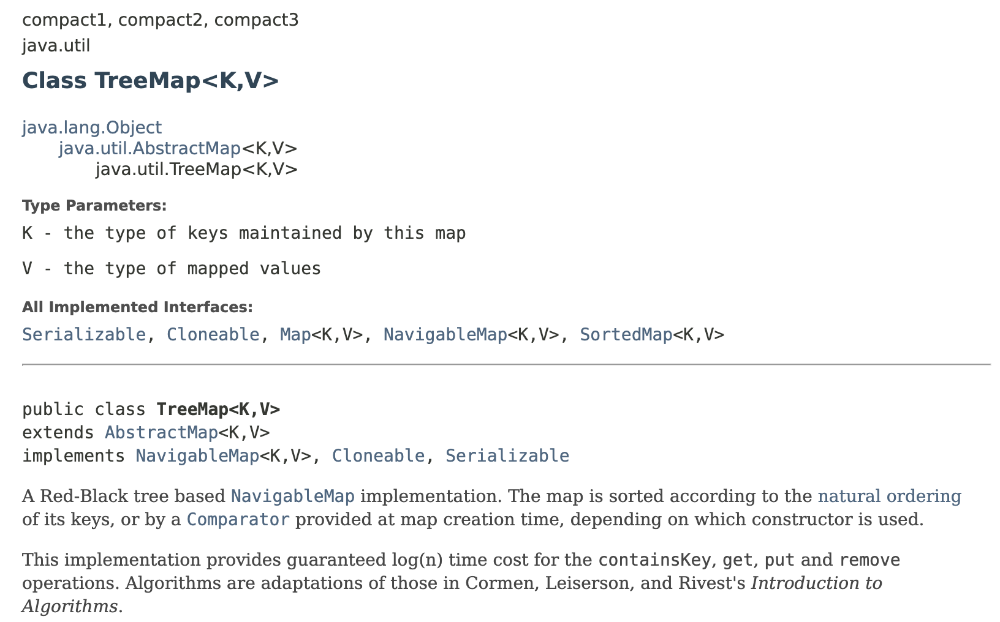 compact1, compact2, compact3
java.util
Class TreeMap<K,V>
java.lang.Object
java.util.AbstractMap<K,V>
java.util.TreeMap<K,V>
Type Parameters:
K - the type of keys maintained by this map
V - the type of mapped values
All Implemented Interfaces:
Serializable, Cloneable, Map<K,V>, NavigableMap<K,V>, SortedMap<K,V>
public class TreeMap<K,V>
extends AbstractMap<K,V>
implements NavigableMap<K,V>, Cloneable, Serializable
A Red-Black tree based NavigableMap implementation. The map is sorted according to the natural ordering
of its keys, or by a Comparator provided at map creation time, depending on which constructor is used.
This implementation provides guaranteed log(n) time cost for the containsKey, get, put and remove
operations. Algorithms are adaptations of those in Cormen, Leiserson, and Rivest's Introduction to
Algorithms.